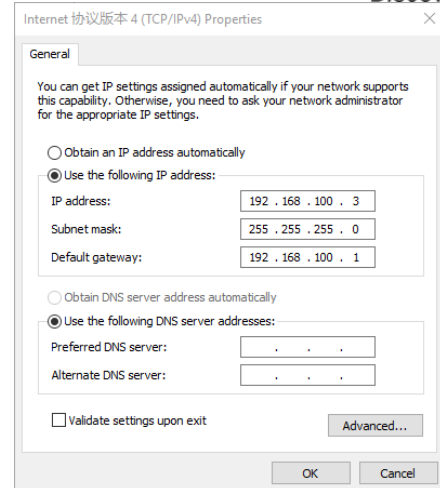 Internet 协议版本 4 (TCP/IPv4) Properties
General
You can get IP settings assigned automatically if your network supports
this capability. Otherwise, you need to ask your network administrator
for the appropriate IP settings.
Obtain an IP address automatically
Use the following IP address:
IP address: 192 . 168 . 100 . 3
Subnet mask: 255 . 255 . 255 . 0
Default gateway: 192 . 168 . 100 . 1
Obtain DNS server address automatically
Use the following DNS server addresses:
Preferred DNS server: . . .
Alternate DNS server: . . .
Validate settings upon exit
Advanced...
OK Cancel